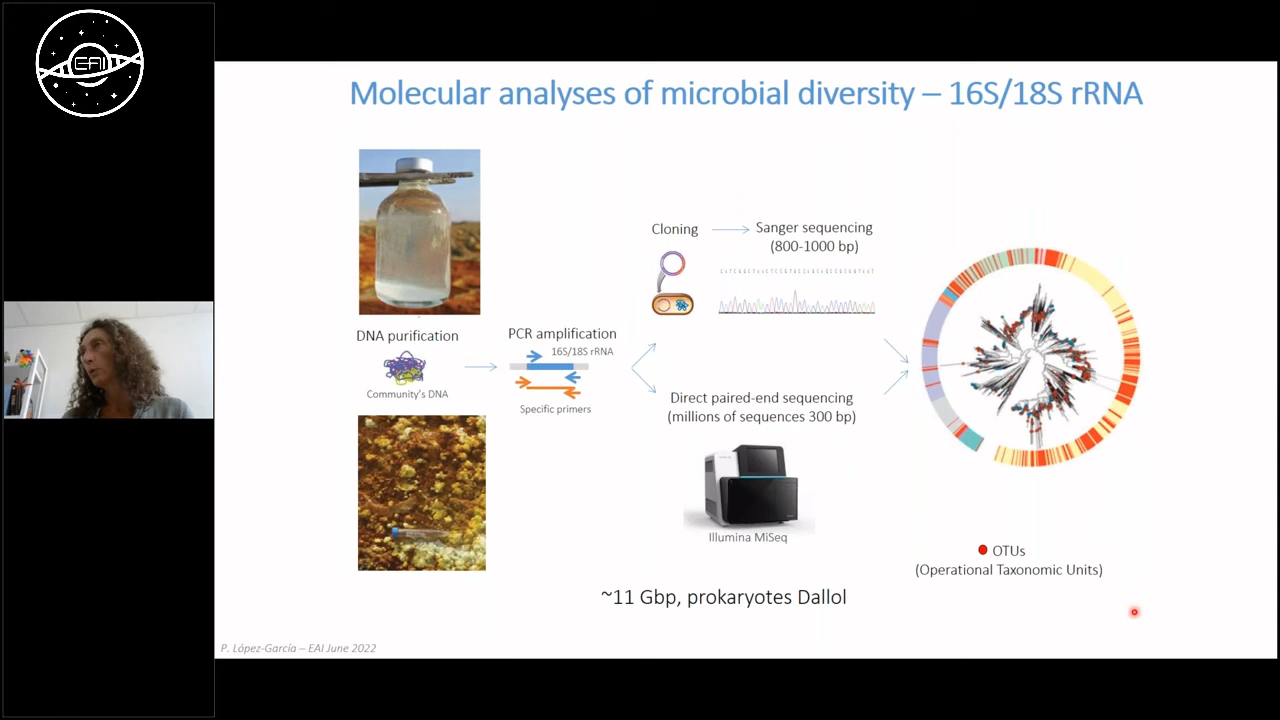 EAI
Molecular analyses of microbial diversity – 16S/18S rRNA
DNA purification
Community's DNA
PCR amplification
16S/18S rRNA
Specific primers
Cloning
Sanger sequencing
(800-1000 bp)
Direct paired-end sequencing
(millions of sequences 300 bp)
Illumina MiSeq
OTUs
(Operational Taxonomic Units)
~11 Gbp, prokaryotes Dallol
P. López-García – EAI June 2022